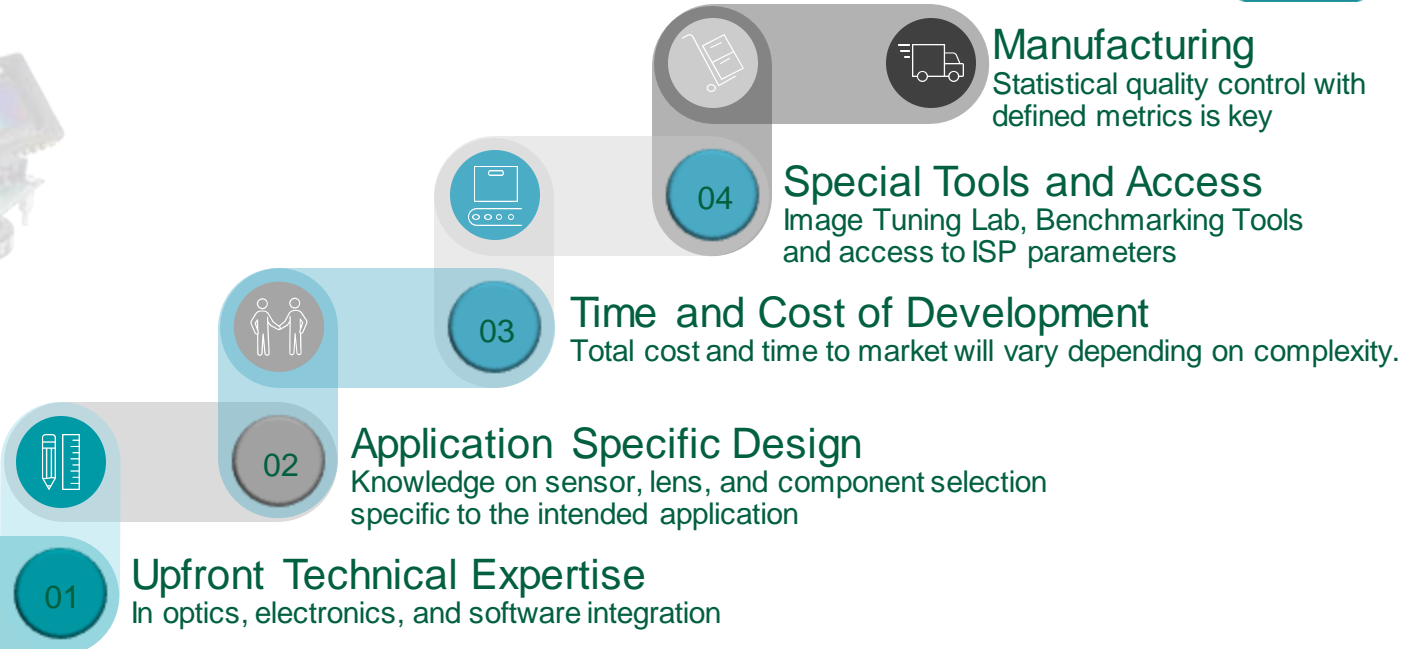 Manufacturing
Statistical quality control with
defined metrics is key
04
Special Tools and Access
Image Tuning Lab, Benchmarking Tools
and access to ISP parameters
03
Time and Cost of Development
Total cost and time to market will vary depending on complexity.
02
Application Specific Design
Knowledge on sensor, lens, and component selection
specific to the intended application
01
Upfront Technical Expertise
In optics, electronics, and software integration